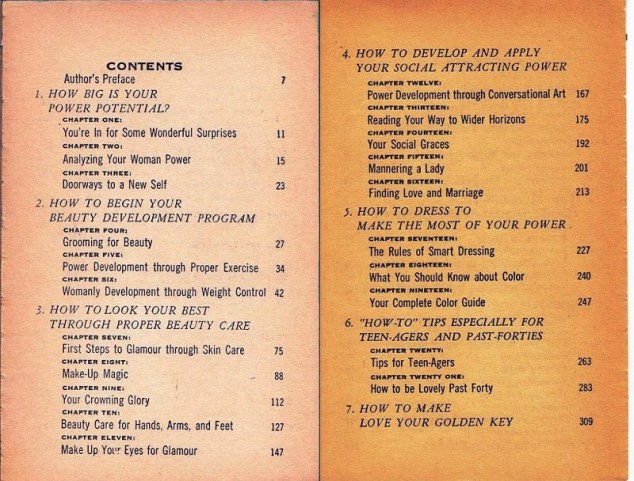 CONTENTS
Author's Preface 7
1. HOW BIG IS YOUR
POWER POTENTIAL?
CHAPTER ONE:
You're In for Some Wonderful Surprises 11
CHAPTER TWO:
Analyzing Your Woman Power 15
CHAPTER THREE:
Doorways to a New Self 23
2. HOW TO BEGIN YOUR
BEAUTY DEVELOPMENT PROGRAM
CHAPTER FOUR:
Grooming for Beauty 27
CHAPTER FIVE:
Power Development through Proper Exercise 34
CHAPTER SIX:
Womanly Development through Weight Control 42
3. HOW TO LOOK YOUR BEST
THROUGH PROPER BEAUTY CARE
CHAPTER SEVEN:
First Steps to Glamour through Skin Care 75
CHAPTER EIGHT:
Make-Up Magic 88
CHAPTER NINE:
Your Crowning Glory 112
CHAPTER TEN:
Beauty Care for Hands, Arms, and Feet 127
CHAPTER ELEVEN:
Make Up Your Eyes for Glamour 147
4. HOW TO DEVELOP AND APPLY
YOUR SOCIAL ATTRACTING POWER
CHAPTER TWELVE:
Power Development through Conversational Art 167
CHAPTER THIRTEEN:
Reading Your Way to Wider Horizons 175
CHAPTER FOURTEEN:
Your Social Graces 192
CHAPTER FIFTEEN:
Mannering a Lady 201
CHAPTER SIXTEEN:
Finding Love and Marriage 213
5. HOW TO DRESS TO
MAKE THE MOST OF YOUR POWER
CHAPTER SEVENTEEN:
The Rules of Smart Dressing 227
CHAPTER EIGHTEEN:
What You Should Know about Color 240
CHAPTER NINETEEN:
Your Complete Color Guide 247
6. "HOW-TO" TIPS ESPECIALLY FOR
TEEN-AGERS AND PAST-FORTIES
CHAPTER TWENTY:
Tips for Teen-Agers 263
CHAPTER TWENTY ONE:
How to be Lovely Past Forty 283
7. HOW TO MAKE
LOVE YOUR GOLDEN KEY 309